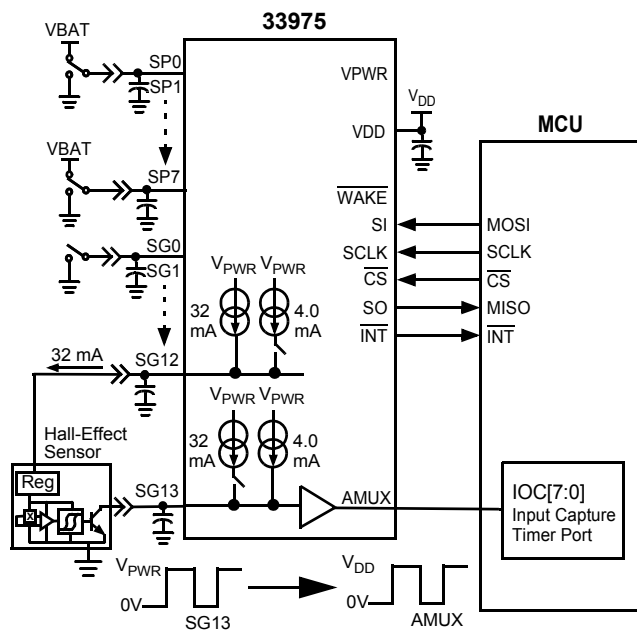 33975
VBAT
SP0
SP1
VPWR
VDD
VDD
MCU
VBAT
SP7
WAKE
SI
MOSI
SG0
SG1
SCLK
SCLK
CS
CS
SO
MISO
INT
INT
VPWR VPWR
32 mA
4.0 mA
32 mA
SG12
VPWR VPWR
32 mA
4.0 mA
Hall-Effect
Sensor
Reg
X
SG13
AMUX
IOC[7:0]
Input Capture
Timer Port
VPWR
0V
SG13
VDD
0V
AMUX